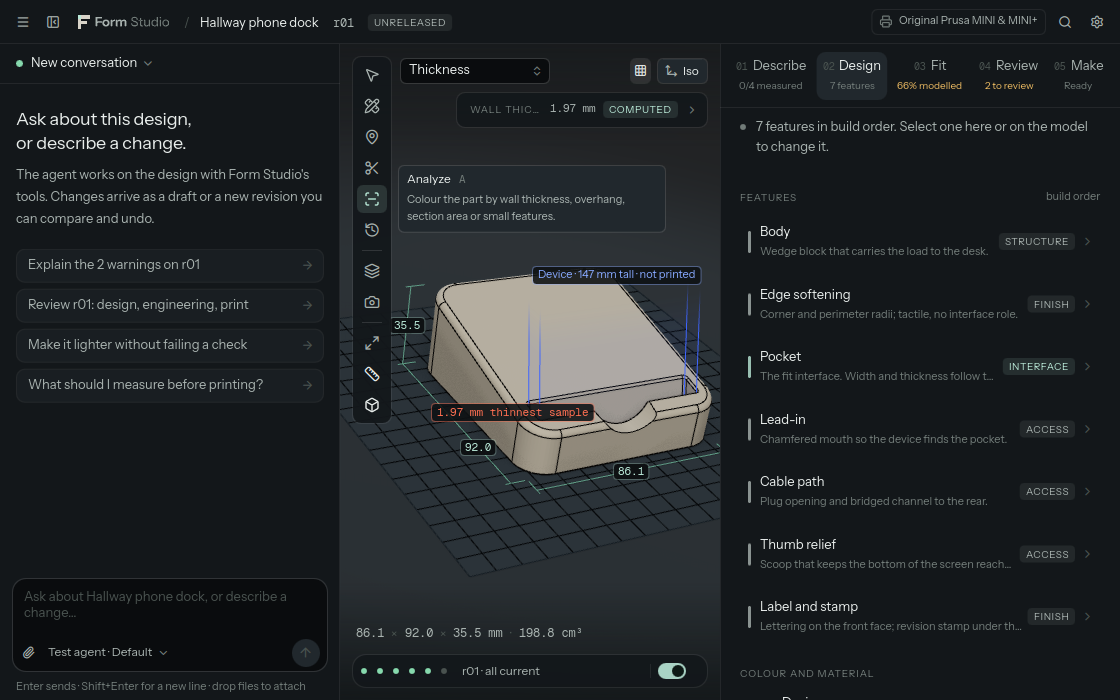 Form Studio / Hallway phone dock r01 UNRELEASED
Original Prusa MINI & MINI+
New conversation
Ask about this design,
or describe a change.
The agent works on the design with Form Studio's
tools. Changes arrive as a draft or a new revision you
can compare and undo.
Explain the 2 warnings on r01
Review r01: design, engineering, print
Make it lighter without failing a check
What should I measure before printing?
Ask about Hallway phone dock, or describe a
change...
Test agent · Default
Enter sends · Shift+Enter for a new line · drop files to attach
Thickness
Iso
WALL THIC... 1.97 mm COMPUTED
Analyze A
Colour the part by wall thickness, overhang,
section area or small features.
Device · 147 mm tall · not printed
35.5
1.97 mm thinnest sample
92.0
86.1
86.1 × 92.0 × 35.5 mm · 198.8 cm³
r01 · all current
01 Describe
0/4 measured
02 Design
7 features
03 Fit
66% modelled
04 Review
2 to review
05 Make
Ready
7 features in build order. Select one here or on the model
to change it.
FEATURES build order
Body
Wedge block that carries the load to the desk.
STRUCTURE
Edge softening
Corner and perimeter radii; tactile, no interface role.
FINISH
Pocket
The fit interface. Width and thickness follow t...
INTERFACE
Lead-in
Chamfered mouth so the device finds the pocket.
ACCESS
Cable path
Plug opening and bridged channel to the rear.
ACCESS
Thumb relief
Scoop that keeps the bottom of the screen reach...
ACCESS
Label and stamp
Lettering on the front face; revision stamp under th...
FINISH
COLOUR AND MATERIAL